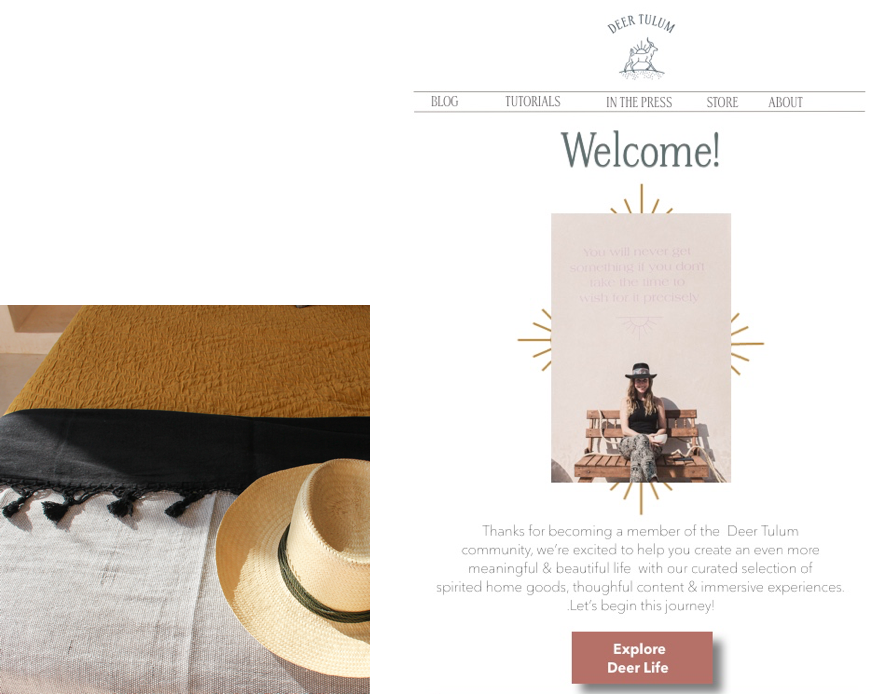 DEER TULUM
BLOG TUTORIALS IN THE PRESS STORE ABOUT
Welcome!
You will never get
something if you don't
take the time to
wish for it precisely
Thanks for becoming a member of the Deer Tulum
community, we're excited to help you create an even more
meaningful & beautiful life with our curated selection of
spirited home goods, thoughful content & immersive experiences.
.Let's begin this journey!
Explore
Deer Life